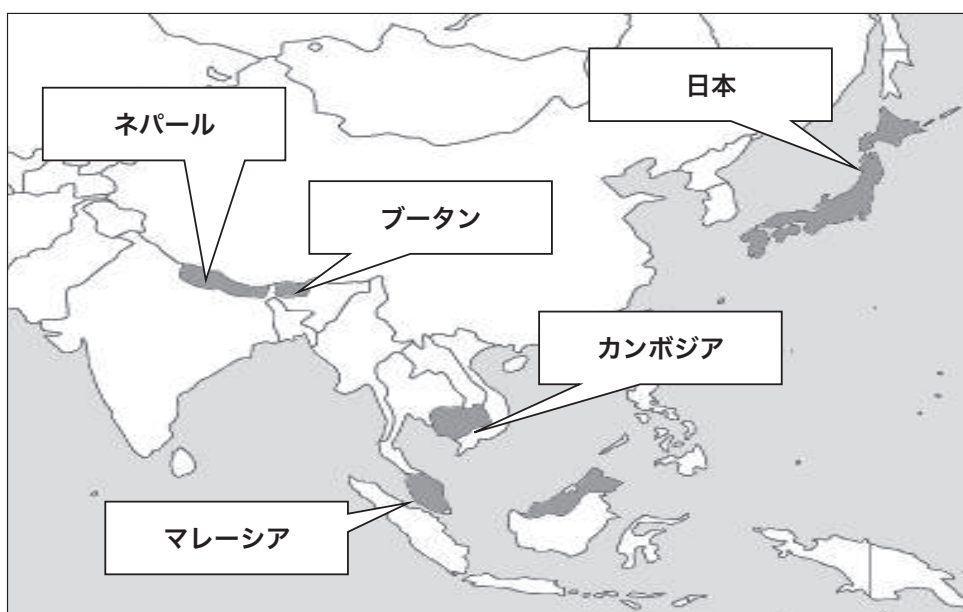 日本
ネパール
ブータン
カンボジア
マレーシア